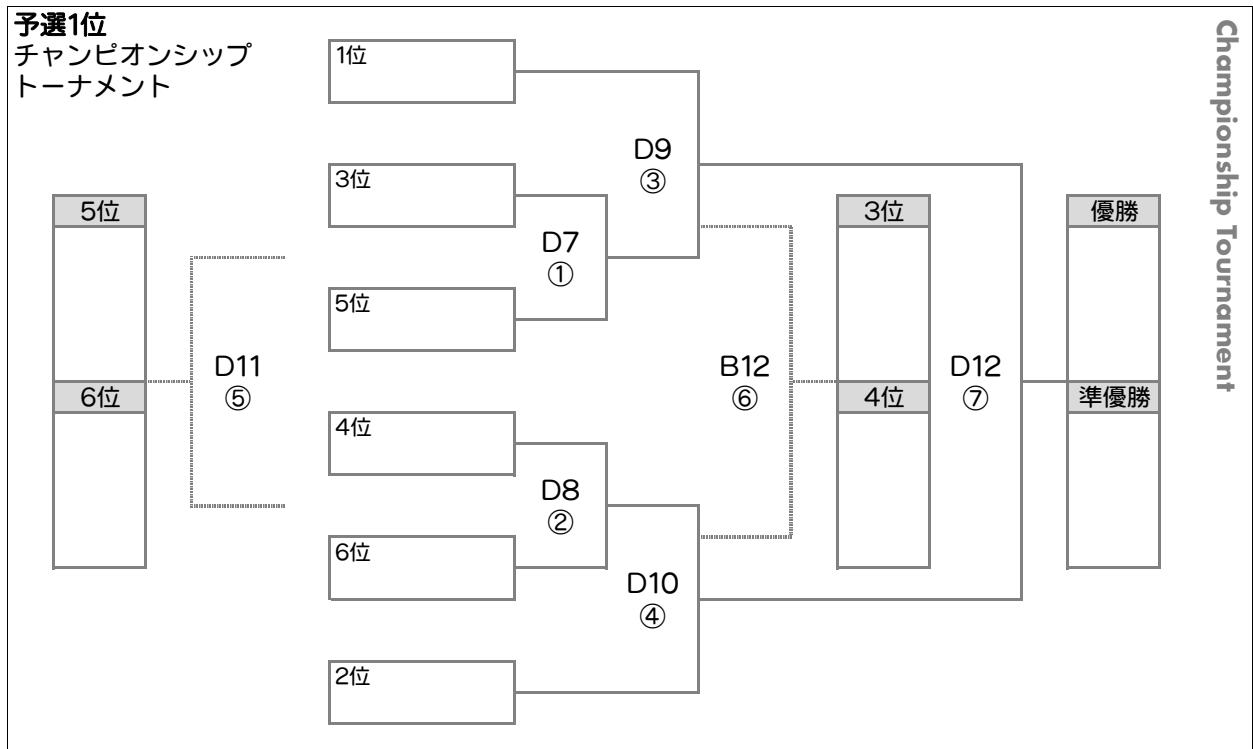 予選1位
チャンピオンシップ
トーナメント
Championship Tournament
1位
D9
③
3位
D7
①
5位
5位
6位
D11
⑤
4位
D8
②
6位
D10
④
2位
B12
⑥
3位
4位
D12
⑦
優勝
準優勝